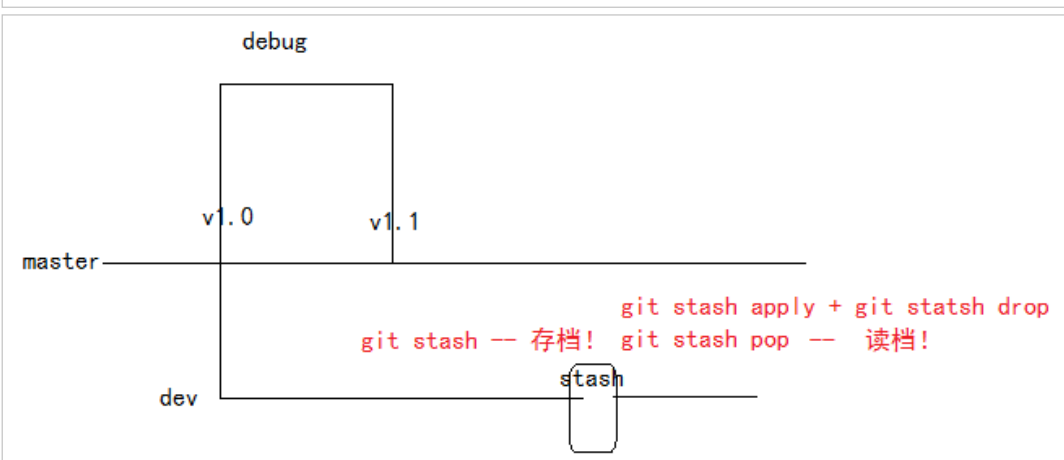 debug
v1.0
v1.1
master
git stash apply + git statsh drop
git stash -- 存档! git stash pop -- 读档!
stash
dev